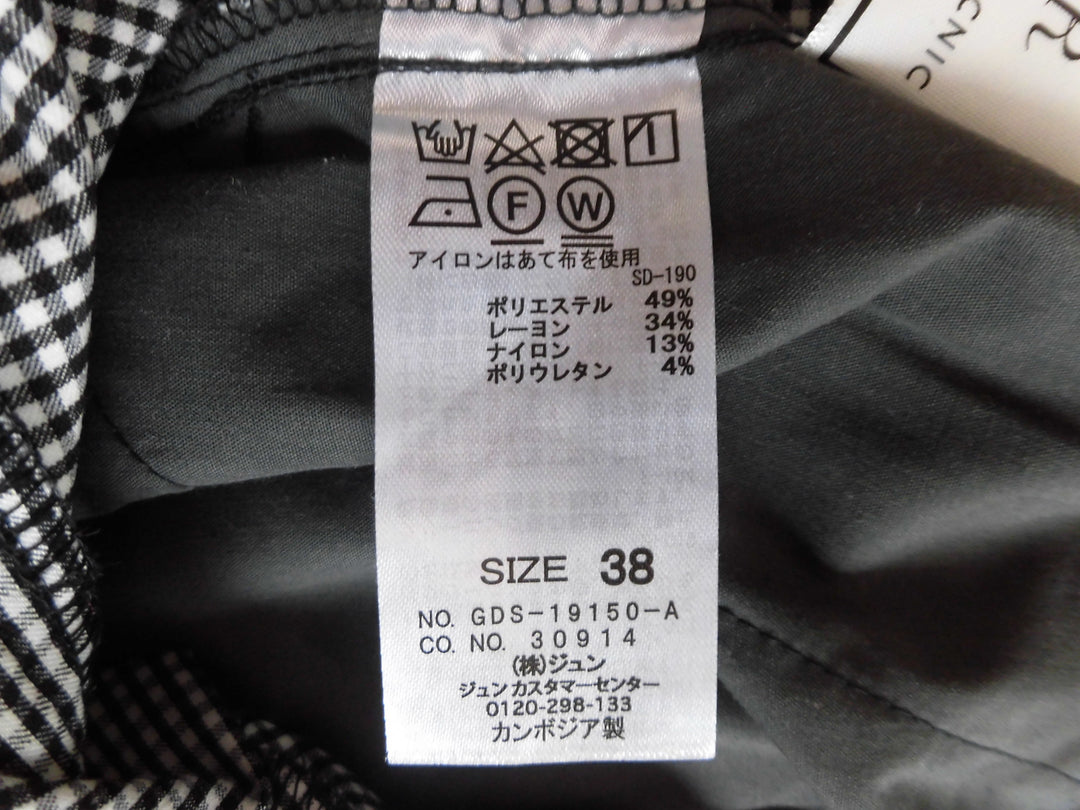 R
CNIC
F W
アイロンはあて布を使用
SD-190
ポリエステル 49%
レーヨン 34%
ナイロン 13%
ポリウレタン 4%
SIZE 38
NO. GDS-19150-A
CO. NO. 30914
(株)ジュン
ジュンカスタマーセンター
0120-298-133
カンボジア製